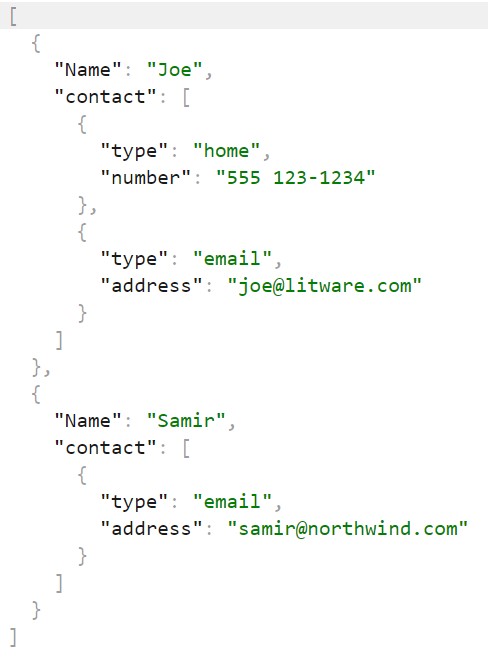 [
  {
    "Name": "Joe",
    "contact": [
      {
        "type": "home",
        "number": "555 123-1234"
      },
      {
        "type": "email",
        "address": "joe@litware.com"
      }
    ]
  },
  {
    "Name": "Samir",
    "contact": [
      {
        "type": "email",
        "address": "samir@northwind.com"
      }
    ]
  }
]